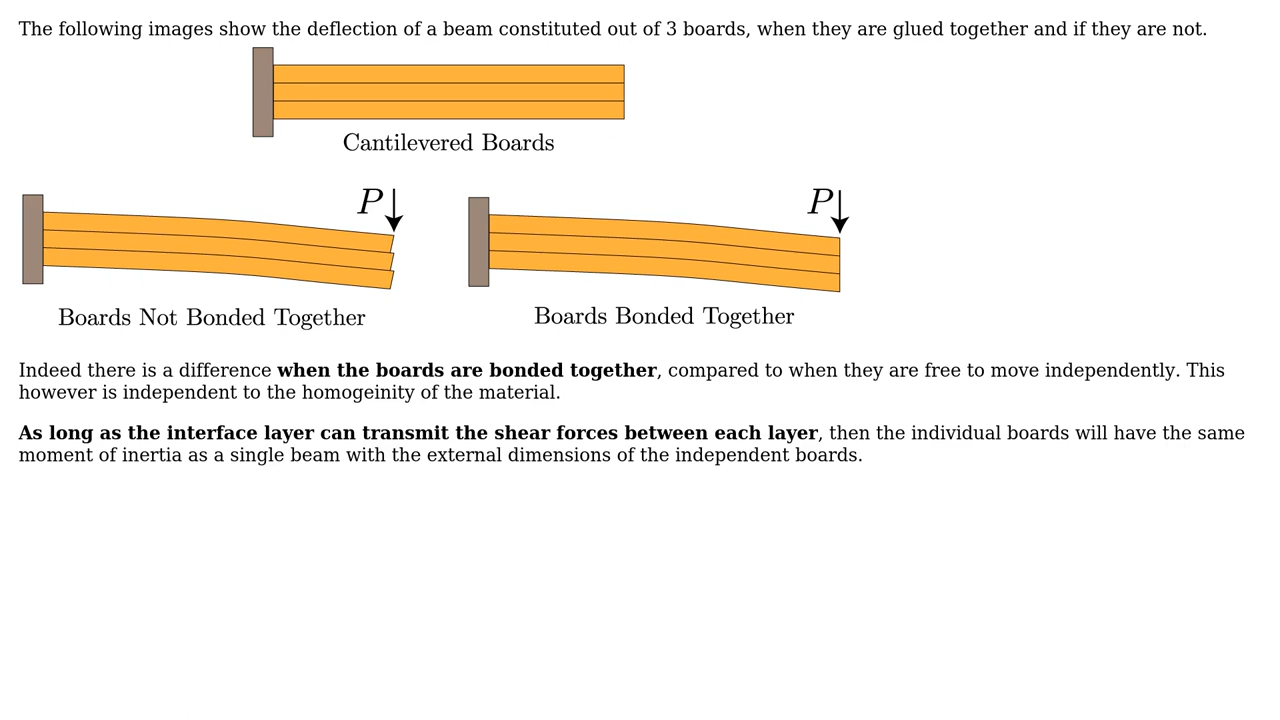 The following images show the deflection of a beam constituted out of 3 boards, when they are glued together and if they are not.
Cantilevered Boards
P
P
Boards Not Bonded Together
Boards Bonded Together
Indeed there is a difference when the boards are bonded together, compared to when they are free to move independently. This
however is independent to the homogeinity of the material.
As long as the interface layer can transmit the shear forces between each layer, then the individual boards will have the same
moment of inertia as a single beam with the external dimensions of the independent boards.